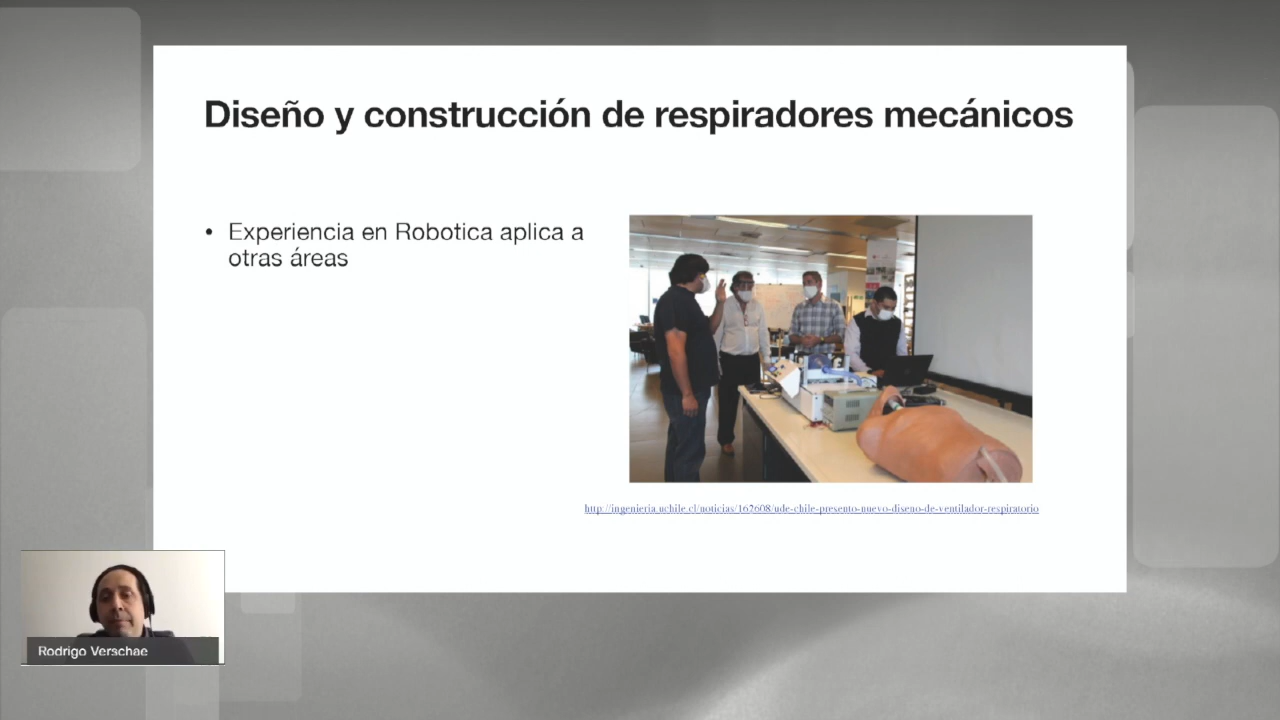 Diseño y construcción de respiradores mecánicos
• Experiencia en Robotica aplica a
otras áreas
http://ingenieria.uchile.cl/noticias/162608/ude-chile-presento-nuevo-diseno-de-ventilador-respiratorio
Rodrigo Verschae